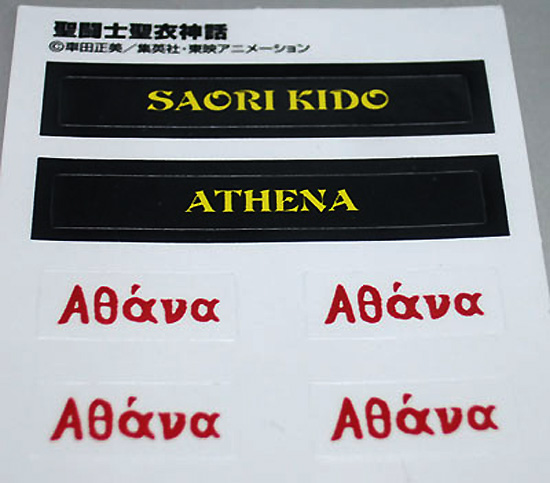 聖闘士聖衣神話
©車田正美／集英社・東映アニメーション
SAORI KIDO
ATHENA
Αθάνα Αθάνα
Αθάνα Αθάνα